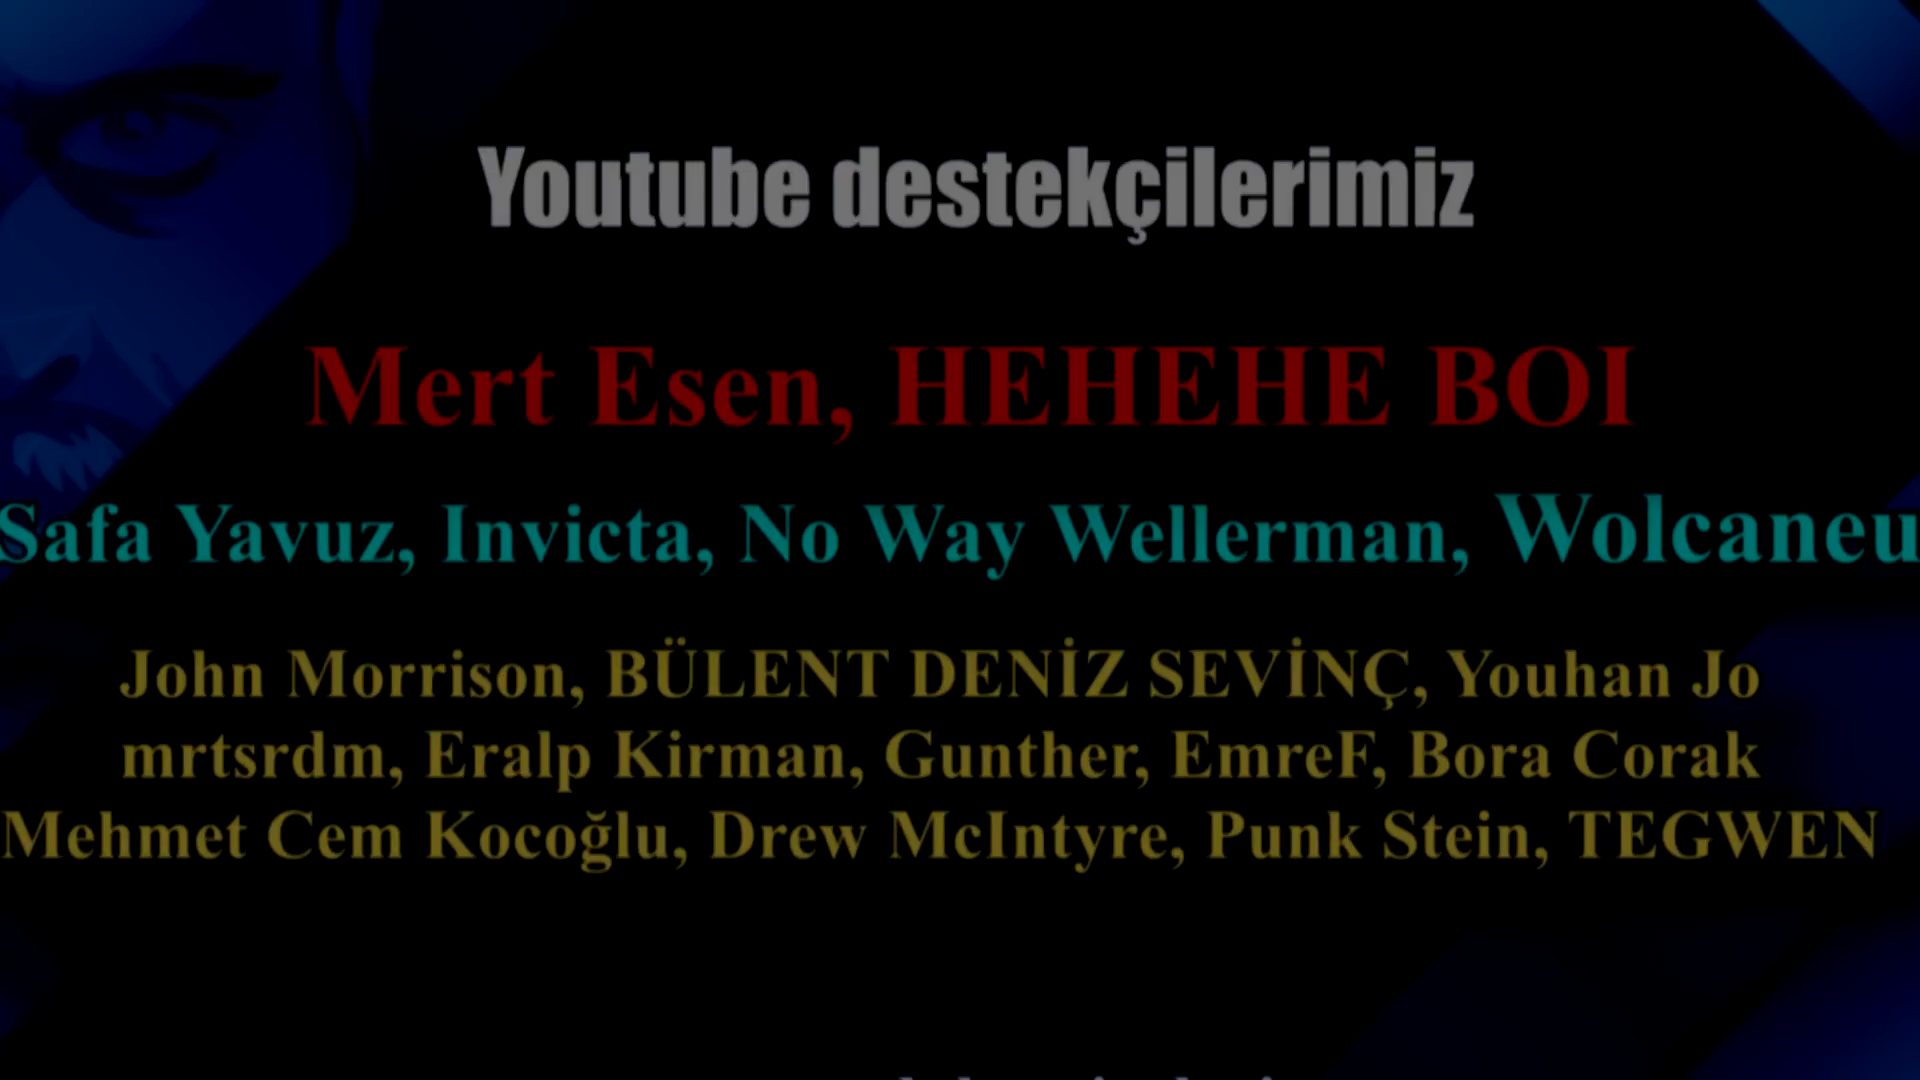 Youtube destekçilerimiz
Mert Esen, HEHEHE BOI
Safa Yavuz, Invicta, No Way Wellerman, Wolcaneu
John Morrison, BÜLENT DENİZ SEVİNÇ, Youhan Jo
mrtsrdm, Eralp Kirman, Gunther, EmreF, Bora Corak
Mehmet Cem Kocoğlu, Drew McIntyre, Punk Stein, TEGWEN